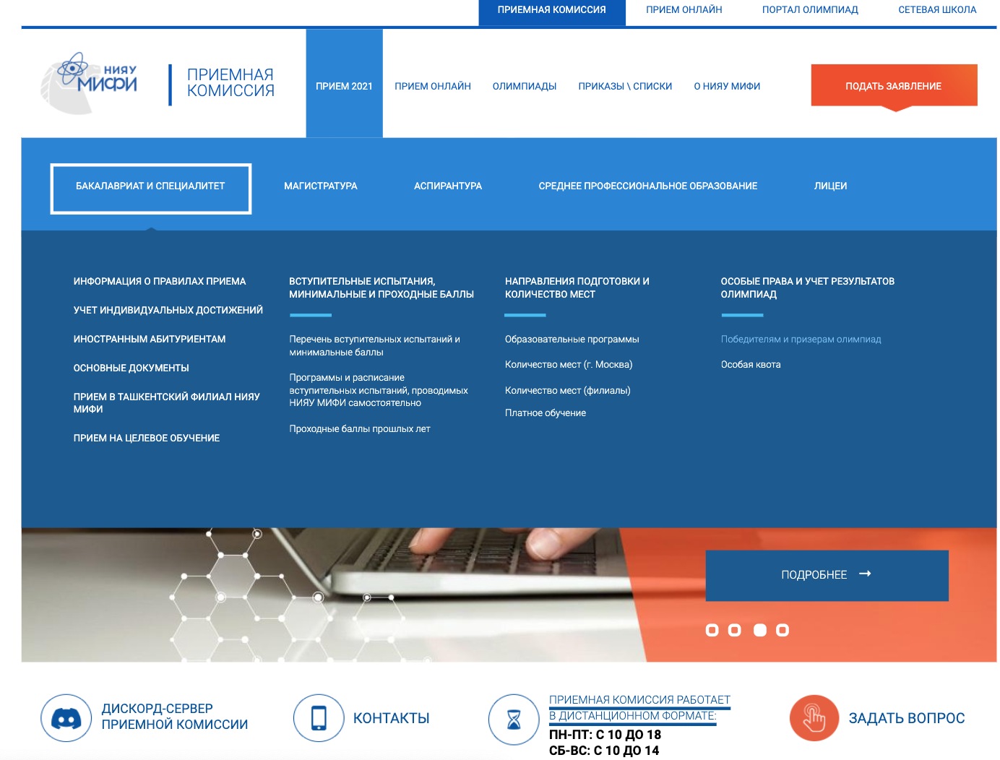 ПРИЕМНАЯ КОМИССИЯ
ПРИЕМ ОНЛАЙН
ПОРТАЛ ОЛИМПИАД
СЕТЕВАЯ ШКОЛА
НИЯУ
МИФИ
ПРИЕМНАЯ
КОМИССИЯ
ПРИЕМ 2021
ПРИЕМ ОНЛАЙН
ОЛИМПИАДЫ
ПРИКАЗЫ \ СПИСКИ
О НИЯУ МИФИ
ПОДАТЬ ЗАЯВЛЕНИЕ
БАКАЛАВРИАТ И СПЕЦИАЛИТЕТ
МАГИСТРАТУРА
АСПИРАНТУРА
СРЕДНЕЕ ПРОФЕССИОНАЛЬНОЕ ОБРАЗОВАНИЕ
ЛИЦЕИ
ИНФОРМАЦИЯ О ПРАВИЛАХ ПРИЕМА
УЧЕТ ИНДИВИДУАЛЬНЫХ ДОСТИЖЕНИЙ
ИНОСТРАННЫМ АБИТУРИЕНТАМ
ОСНОВНЫЕ ДОКУМЕНТЫ
ПРИЕМ В ТАШКЕНТСКИЙ ФИЛИАЛ НИЯУ
МИФИ
ПРИЕМ НА ЦЕЛЕВОЕ ОБУЧЕНИЕ
ВСТУПИТЕЛЬНЫЕ ИСПЫТАНИЯ,
МИНИМАЛЬНЫЕ И ПРОХОДНЫЕ БАЛЛЫ
Перечень вступительных испытаний и
минимальные баллы
Программы и расписание
вступительных испытаний, проводимых
НИЯУ МИФИ самостоятельно
Проходные баллы прошлых лет
НАПРАВЛЕНИЯ ПОДГОТОВКИ И
КОЛИЧЕСТВО МЕСТ
Образовательные программы
Количество мест (г. Москва)
Количество мест (филиалы)
Платное обучение
ОСОБЫЕ ПРАВА И УЧЕТ РЕЗУЛЬТАТОВ
ОЛИМПИАД
Победителям и призерам олимпиад
Особая квота
ПОДРОБНЕЕ
ДИСКОРД-СЕРВЕР
ПРИЕМНОЙ КОМИССИИ
КОНТАКТЫ
ПРИЕМНАЯ КОМИССИЯ РАБОТАЕТ
В ДИСТАНЦИОННОМ ФОРМАТЕ:
ПН-ПТ: С 10 ДО 18
СБ-ВС: С 10 ДО 14
ЗАДАТЬ ВОПРОС